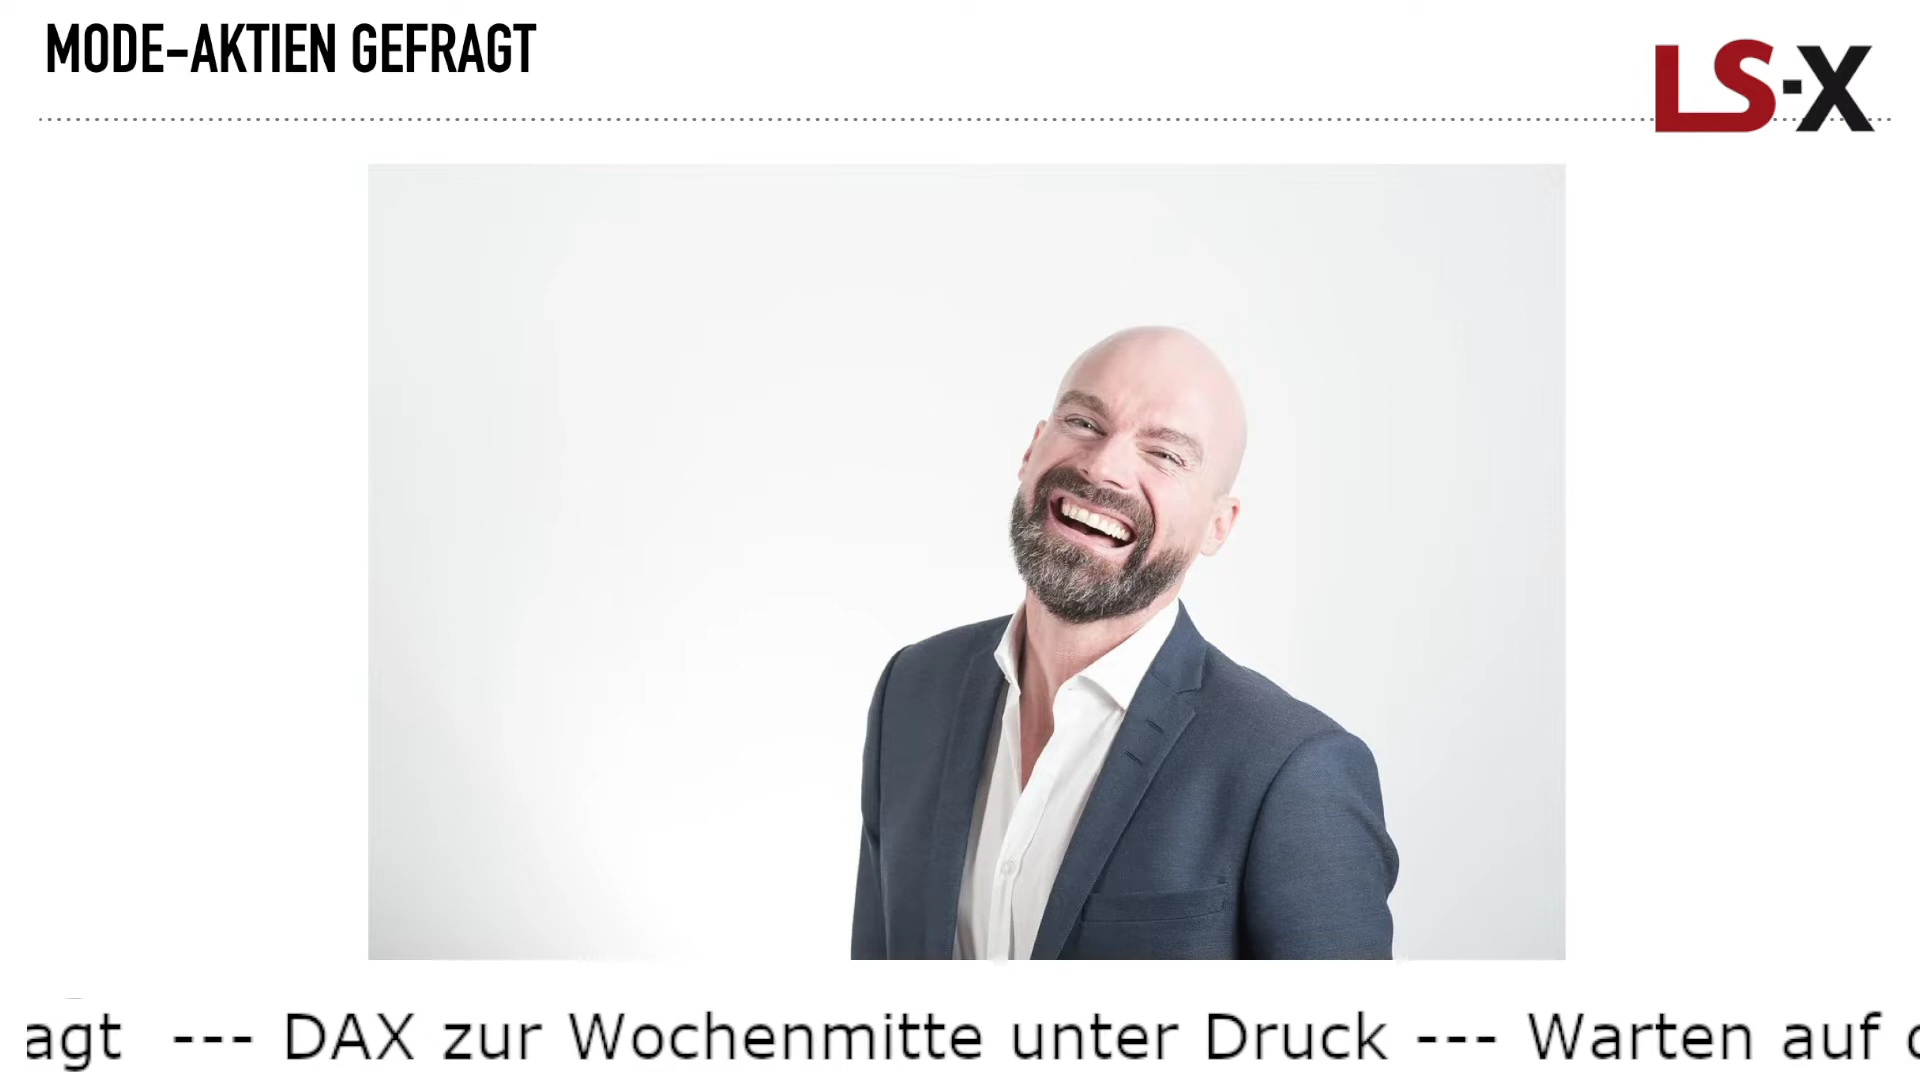 MODE-AKTIEN GEFRAGT
LS-X
agt --- DAX zur Wochenmitte unter Druck --- Warten auf